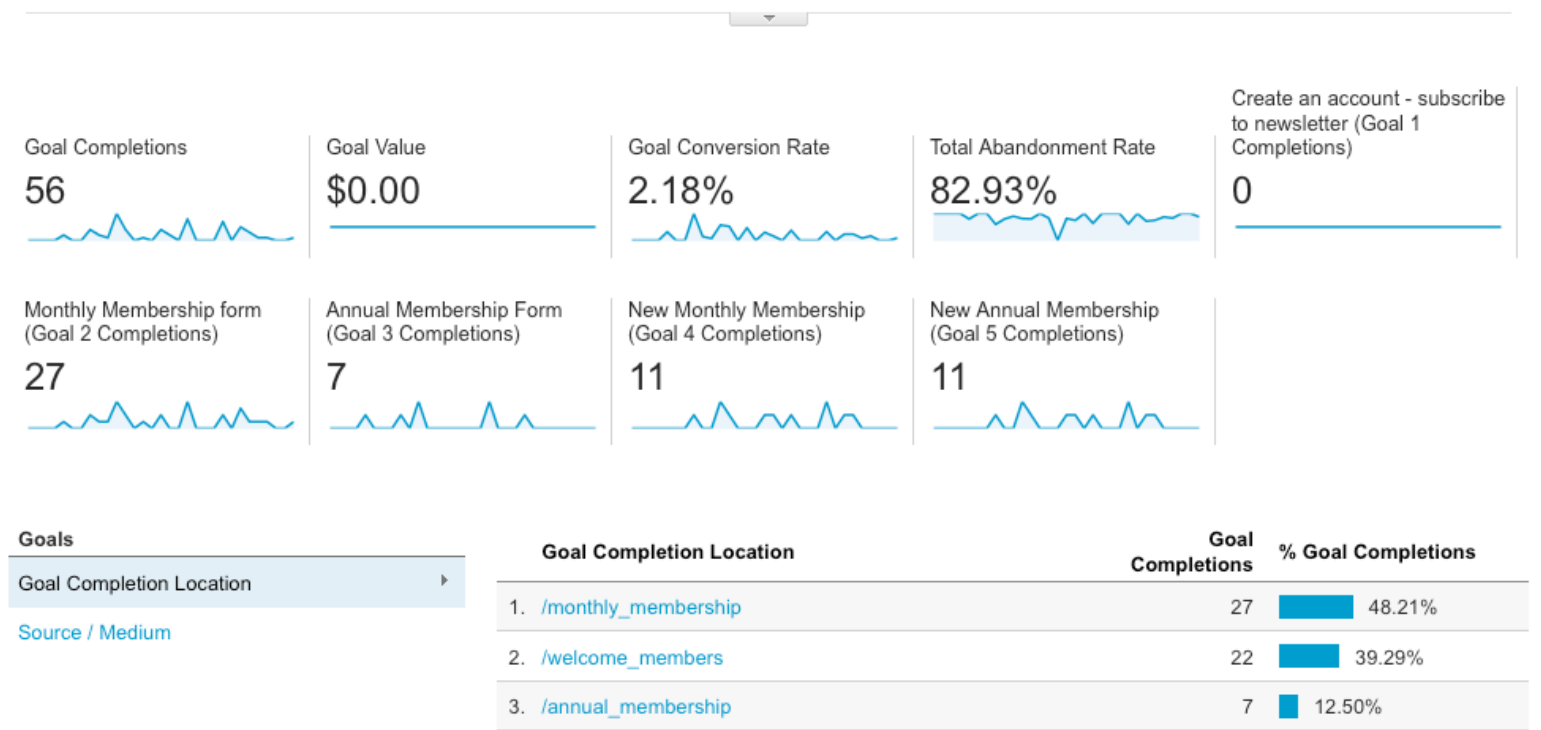 Create an account - subscribe
to newsletter (Goal 1
Completions)
Goal Completions
Goal Value
Goal Conversion Rate
Total Abandonment Rate
56
$0.00
2.18%
82.93%
0
Monthly Membership form
(Goal 2 Completions)
Annual Membership Form
(Goal 3 Completions)
New Monthly Membership
(Goal 4 Completions)
New Annual Membership
(Goal 5 Completions)
27
7
11
11
Goals
Goal Completion Location
Source / Medium
Goal Completion Location
Goal
Completions
% Goal Completions
1. /monthly_membership 27 48.21%
2. /welcome_members 22 39.29%
3. /annual_membership 7 12.50%